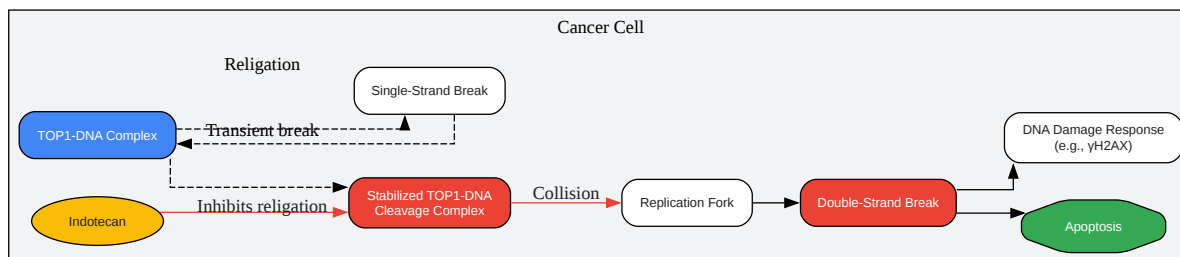 Cancer Cell
Religation
Single-Strand Break
TOP1-DNA Complex
Transient break
DNA Damage Response
(e.g., γH2AX)
Stabilized TOP1-DNA
Cleavage Complex
Inhibits religation
Indotecan
Collision
Replication Fork
Double-Strand Break
Apoptosis